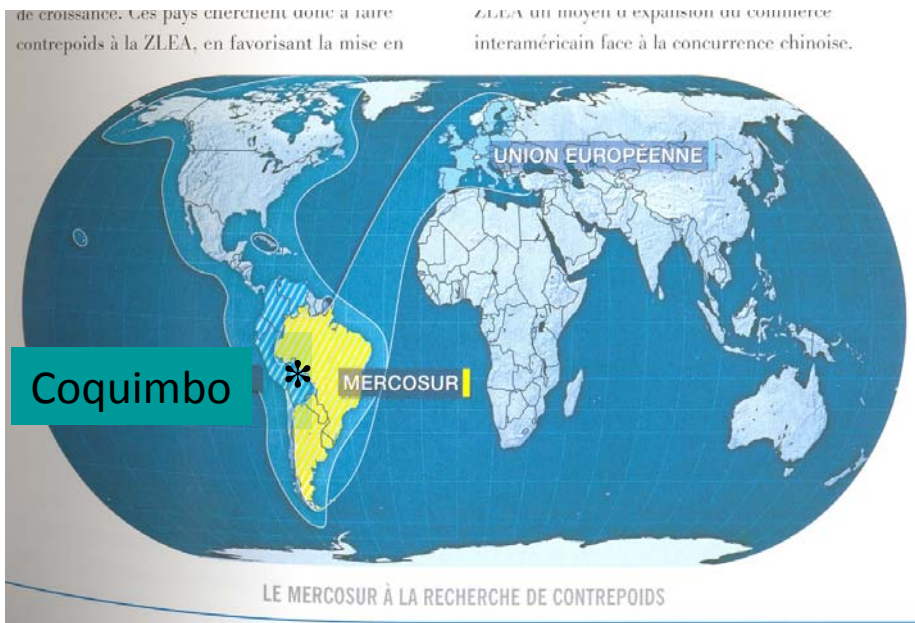 de croissance. Ces pays cherchent donc à faire
contrepoids à la ZLEA, en favorisant la mise en
ZLEA un moyen d'expansion du commerce
interaméricain face à la concurrence chinoise.
UNION EUROPÉENNE
Coquimbo
*
MERCOSUR
LE MERCOSUR À LA RECHERCHE DE CONTREPOIDS